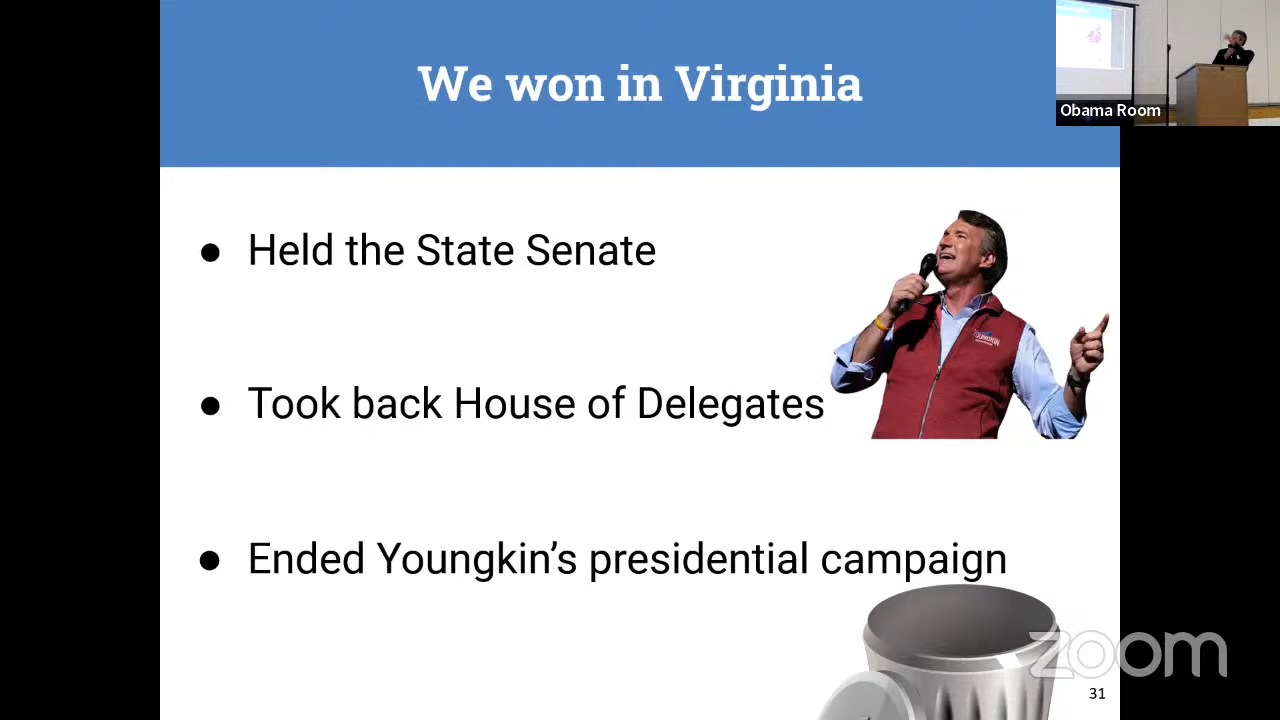 We won in Virginia
Obama Room
● Held the State Senate
● Took back House of Delegates
● Ended Youngkin’s presidential campaign
zoom
31